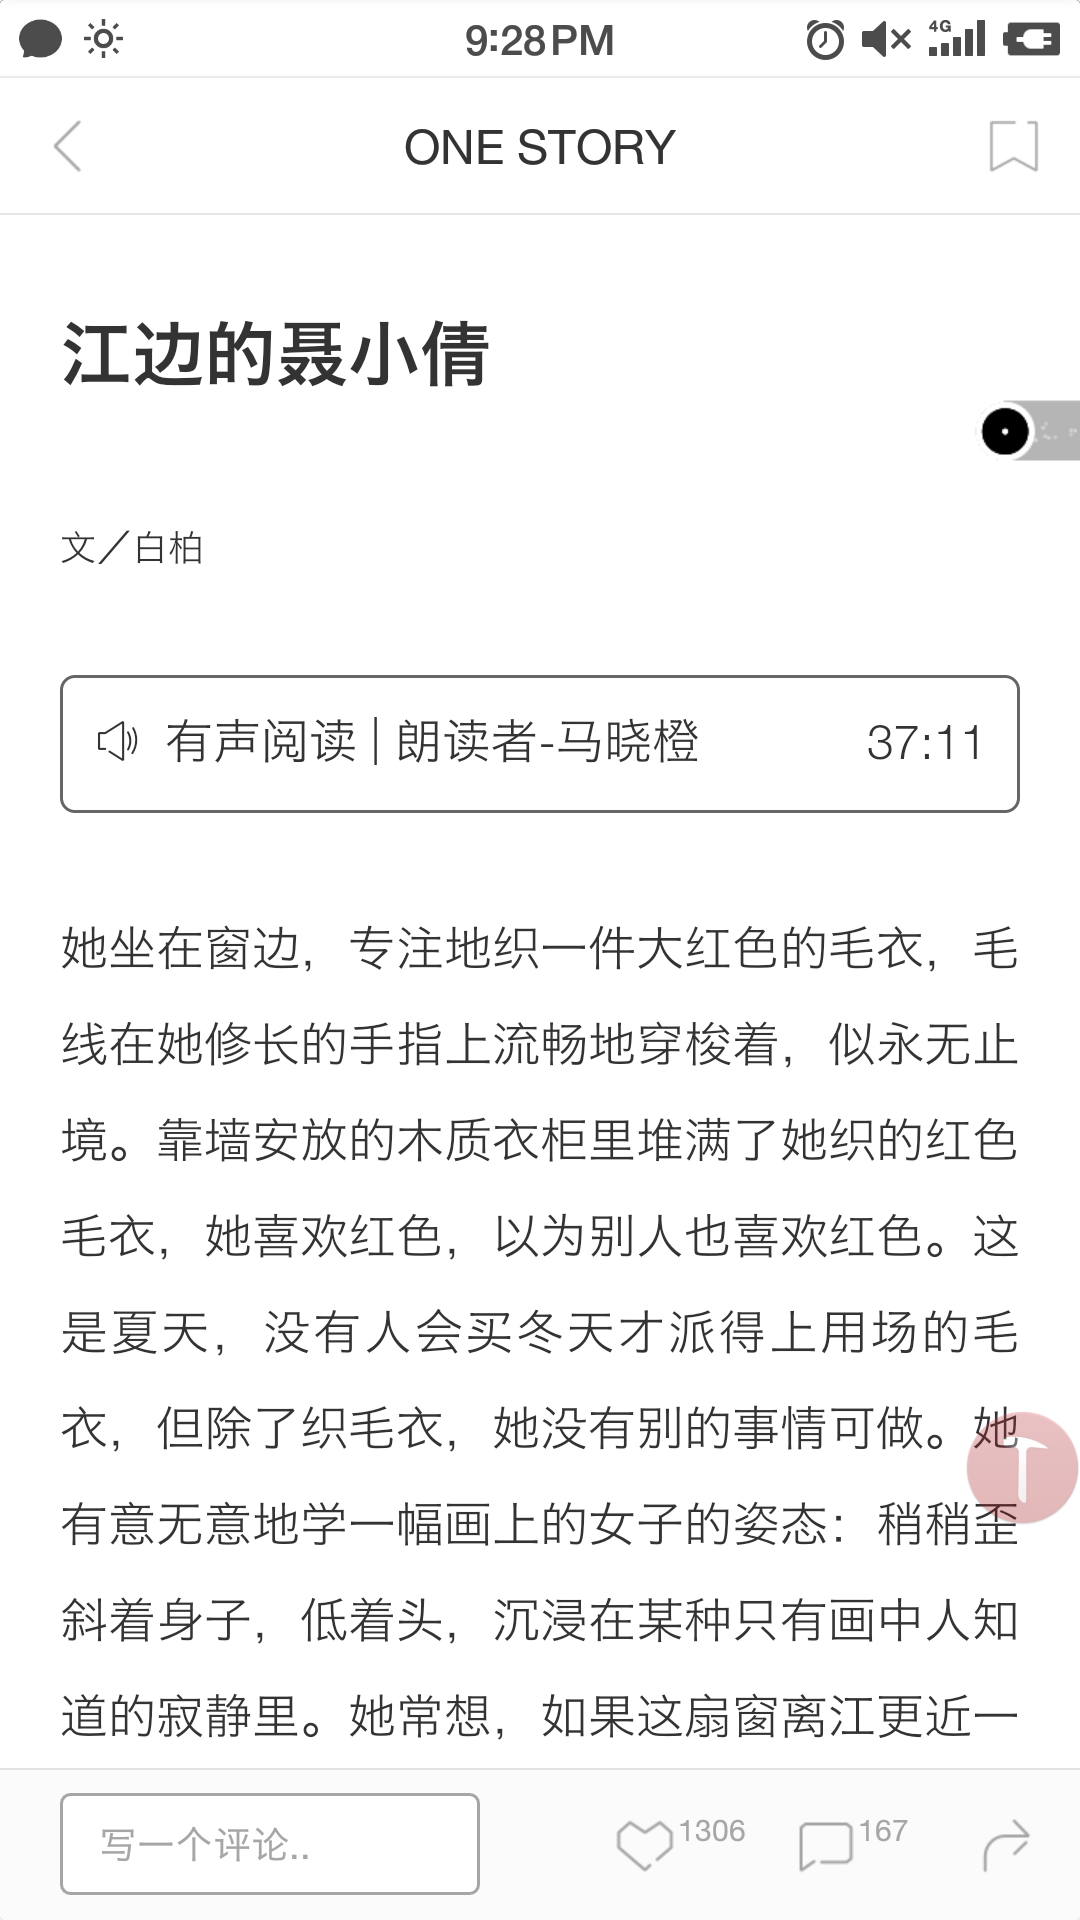 9:28PM
4G
ONE STORY
江边的聂小倩
文／白柏
有声阅读 | 朗读者-马晓橙 37:11
她坐在窗边，专注地织一件大红色的毛衣，毛
线在她修长的手指上流畅地穿梭着，似永无止
境。靠墙安放的木质衣柜里堆满了她织的红色
毛衣，她喜欢红色，以为别人也喜欢红色。这
是夏天，没有人会买冬天才派得上用场的毛
衣，但除了织毛衣，她没有别的事情可做。她
有意无意地学一幅画上的女子的姿态：稍稍歪
斜着身子，低着头，沉浸在某种只有画中人知
道的寂静里。她常想，如果这扇窗离江更近一
写一个评论.. 1306 167